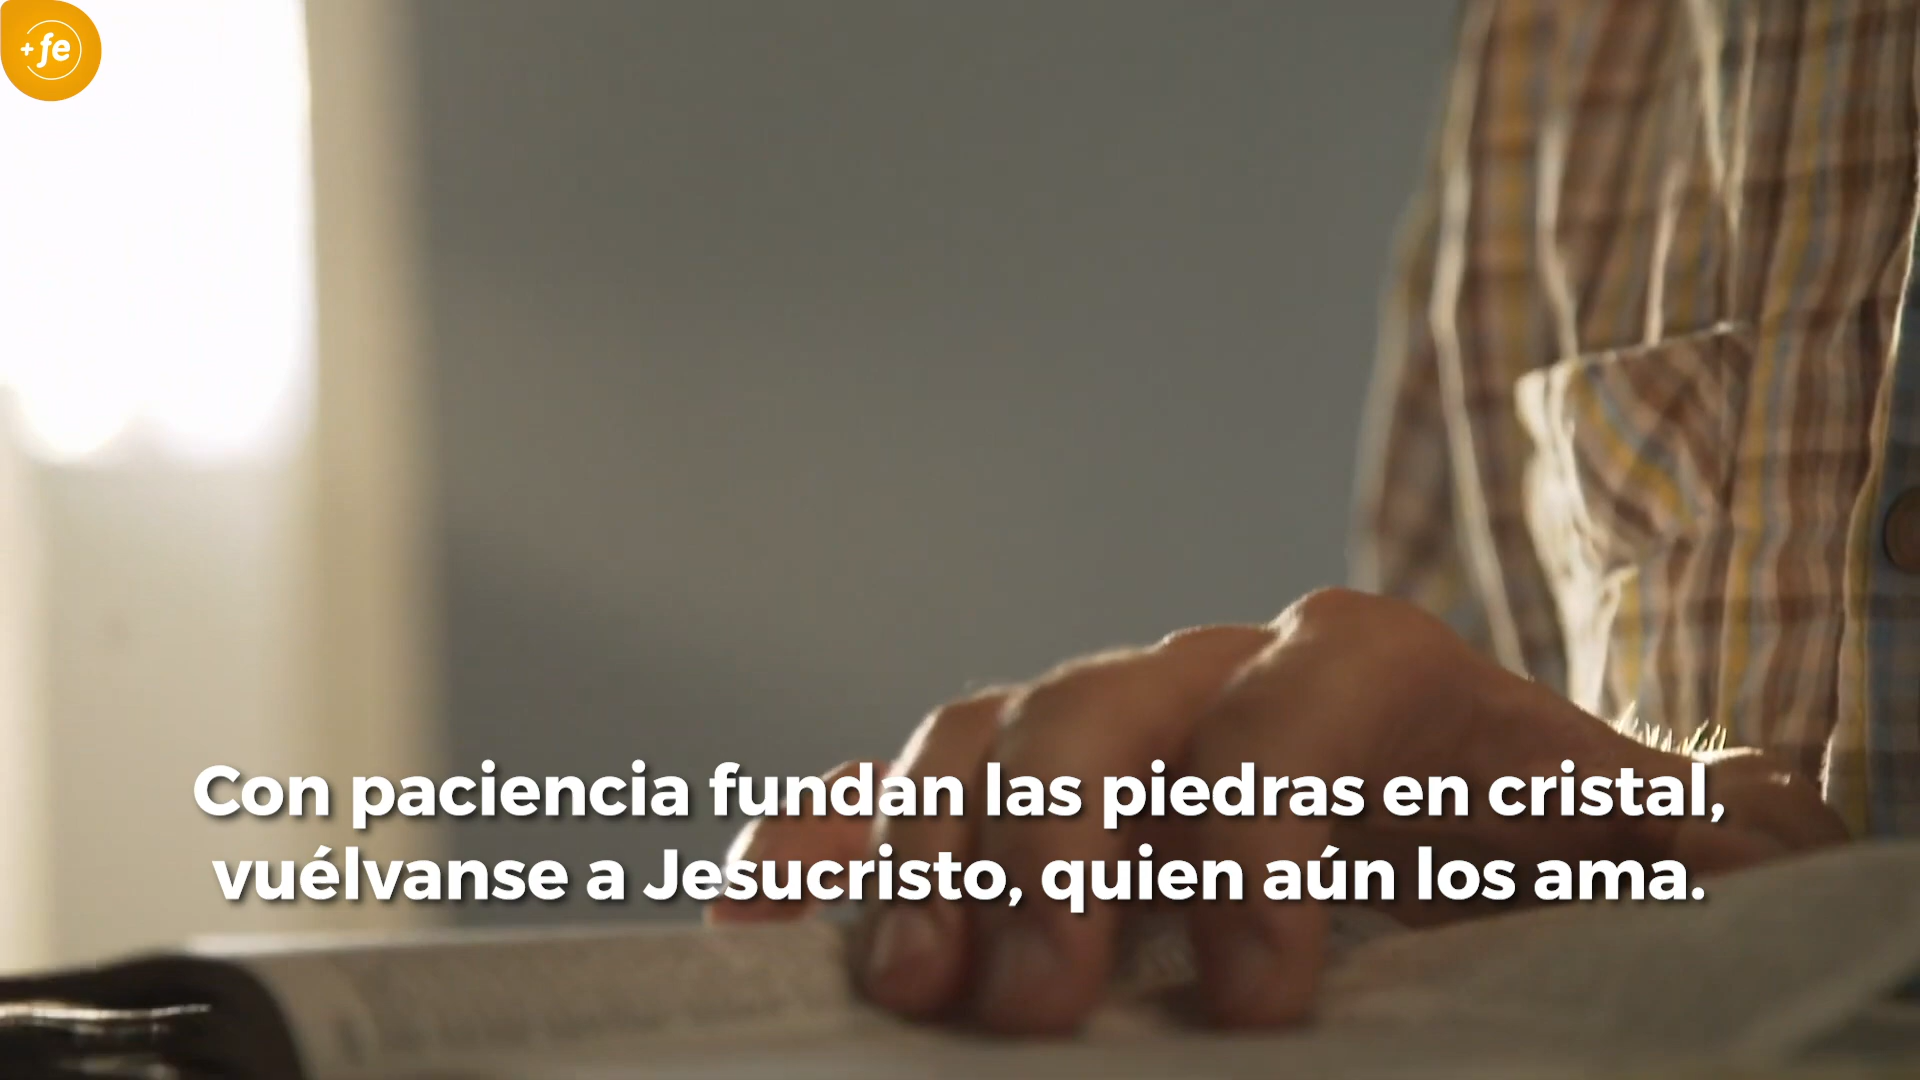 +fe
Con paciencia fundan las piedras en cristal,
vuélvanse a Jesucristo, quien aún los ama.